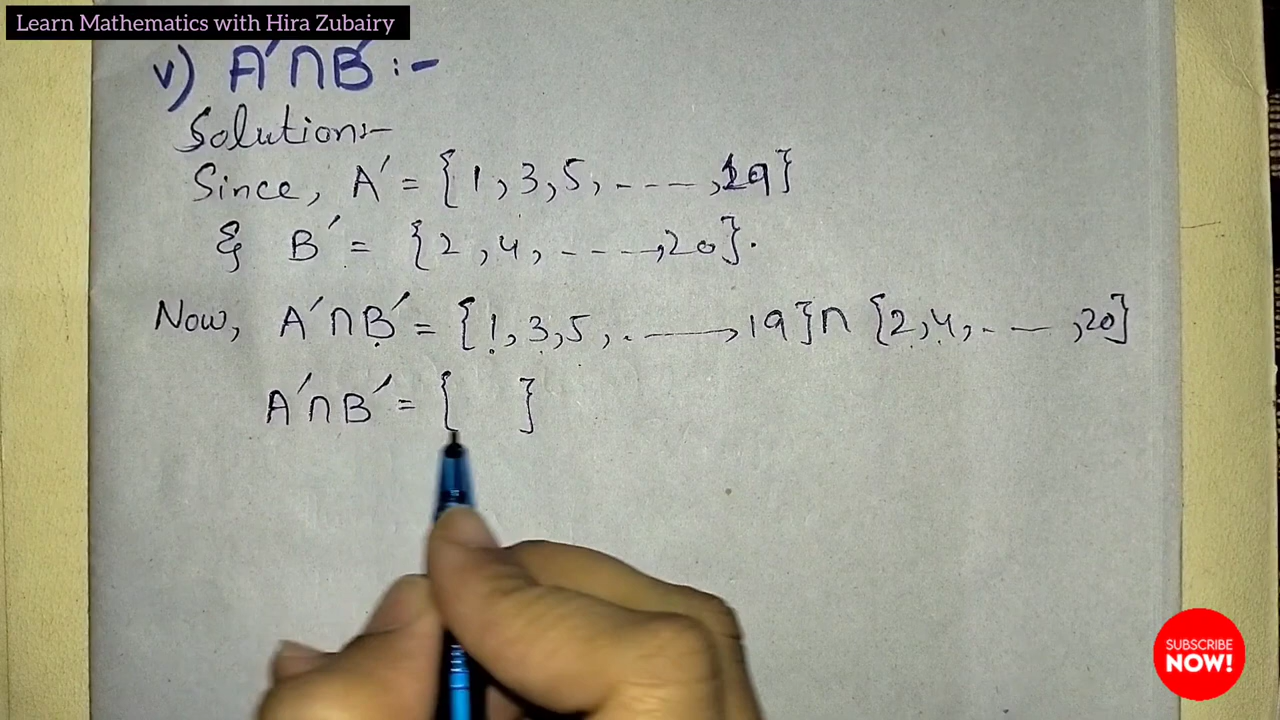 Learn Mathematics with Hira Zubairy
v) A′∩B′:-
Solution:-
Since, A′ = {1, 3, 5, ----, 19}
& B′ = {2, 4, ----, 20}.
Now, A′∩B′ = {1, 3, 5, .——, 19}∩ {2, 4, -- —, 20}
A′∩B′ = { }
SUBSCRIBE
NOW!